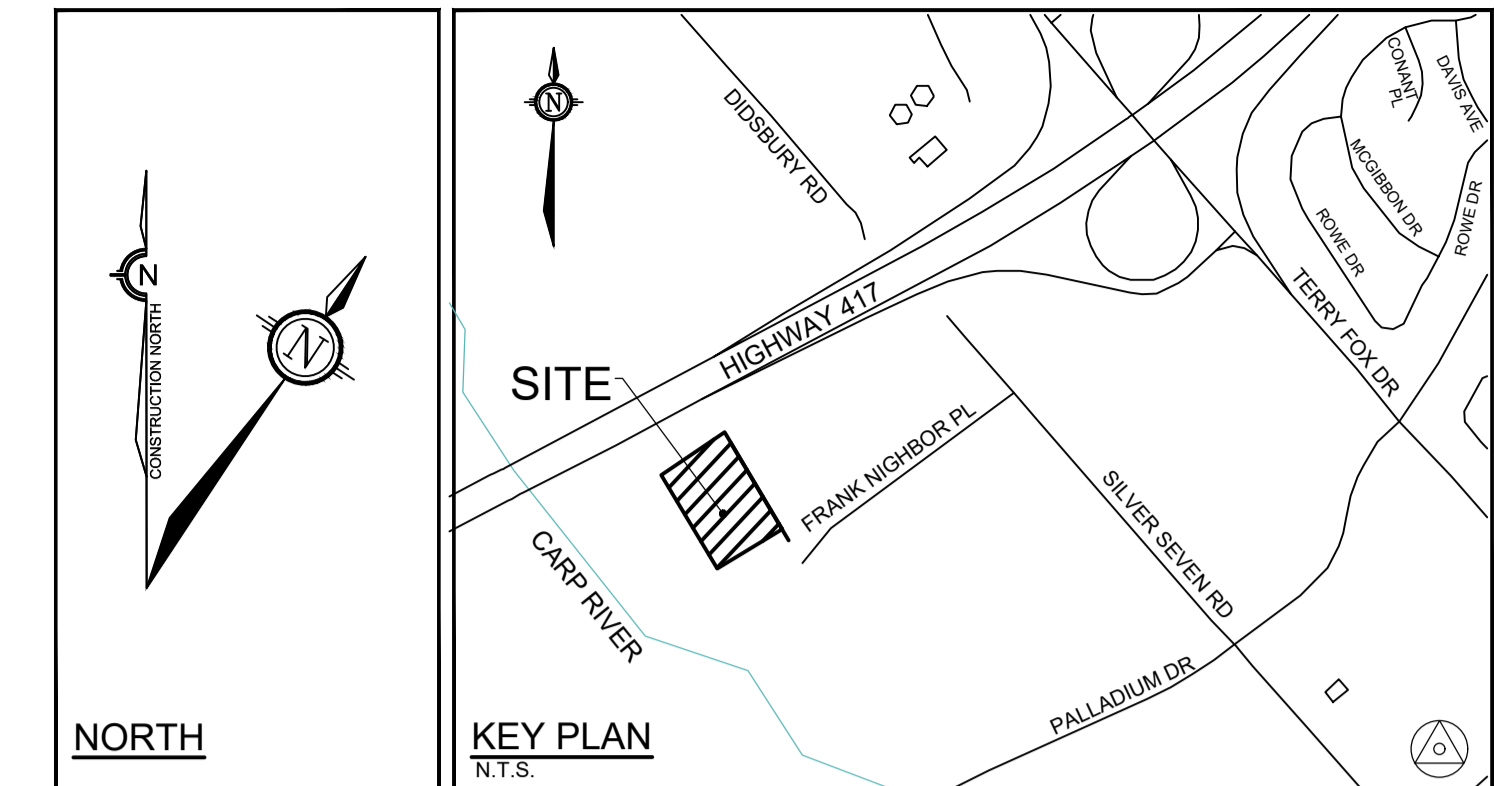 N
CONSTRUCTION NORTH
N
NORTH
N
DIDSBURY RD
CONANT
PL
DAVIS AVE
MCGIBBON DR
ROWE DR
ROWE DR
HIGHWAY 417
TERRY FOX DR
SITE
FRANK NIGHBOR PL
SILVER SEVEN RD
CARP RIVER
PALLADIUM DR
KEY PLAN
N.T.S.